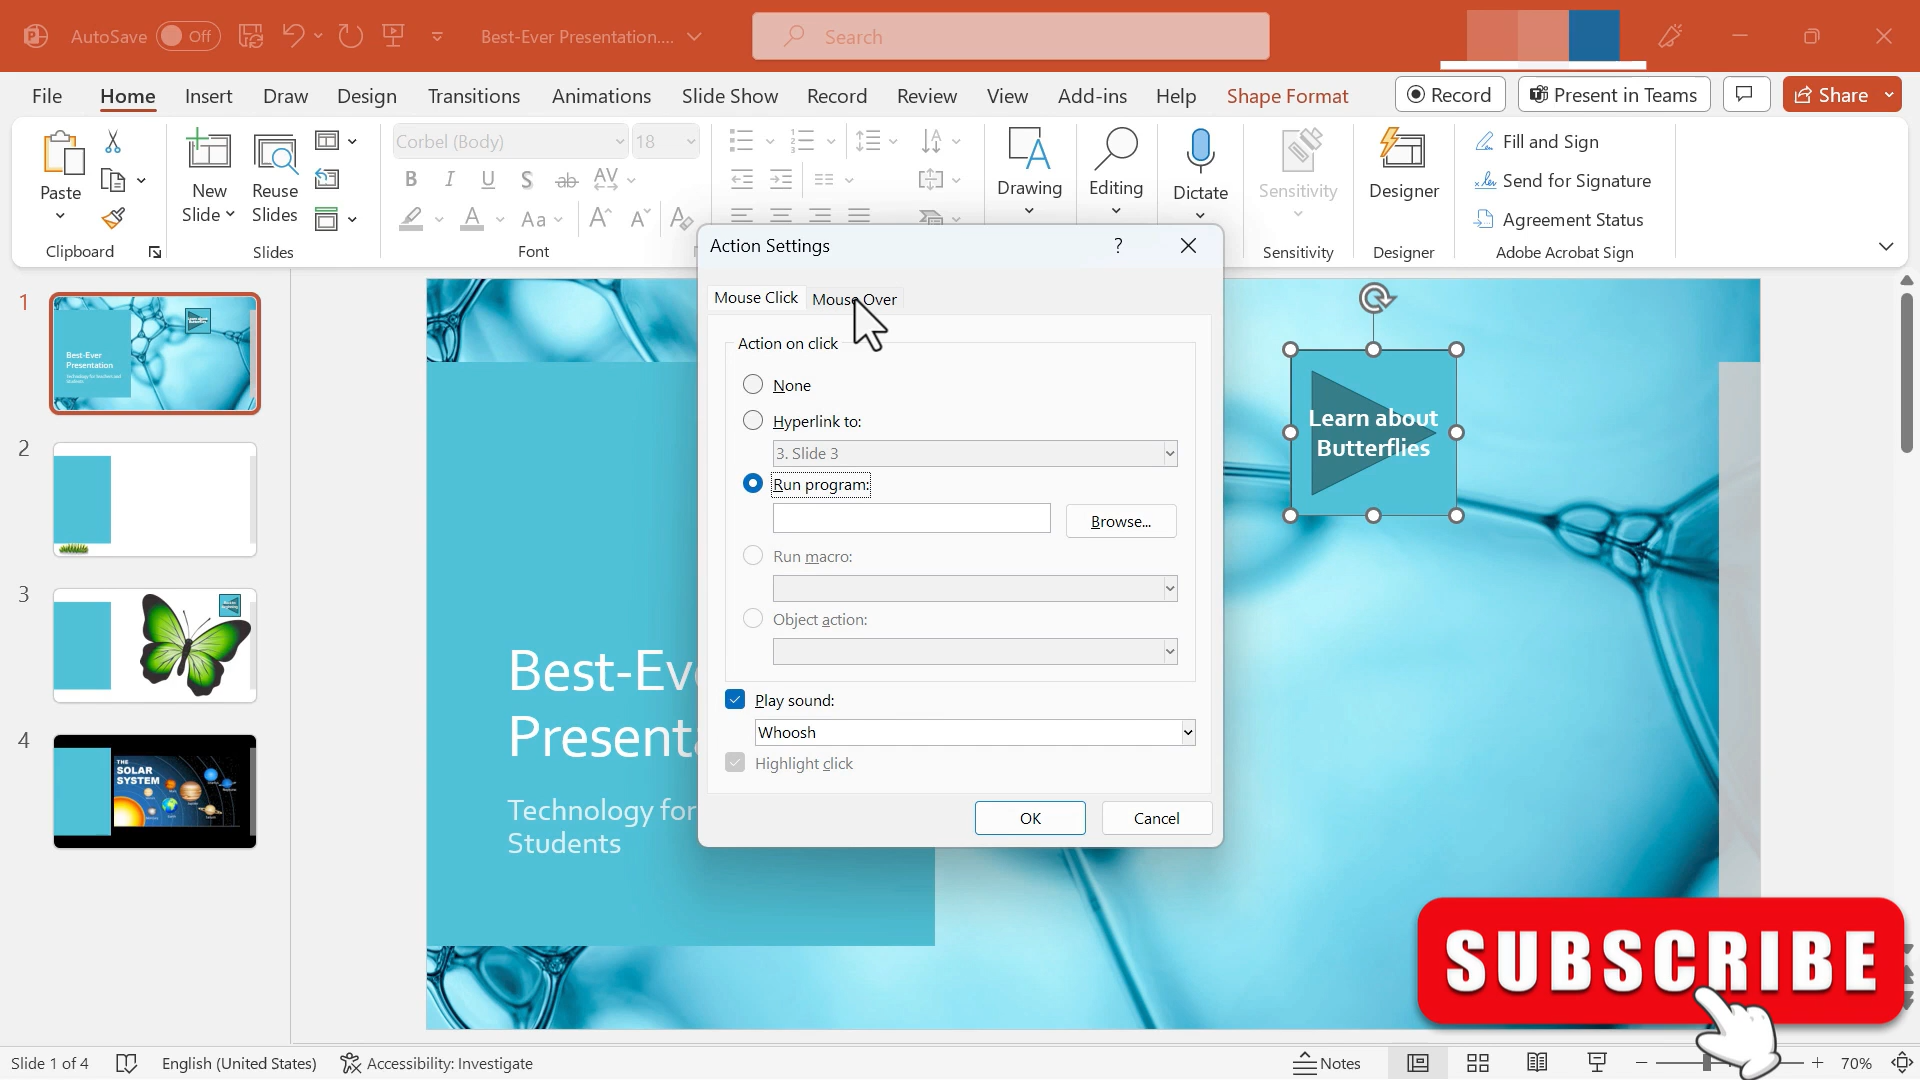 AutoSave Off Best-Ever Presentation.... Search
File Home Insert Draw Design Transitions Animations Slide Show Record Review View Add-ins Help Shape Format Record Present in Teams Share
Paste
New
Slide
Reuse
Slides
Corbel (Body) 18
B I U S ab AV
A Aa A A A
Drawing
Editing
Dictate
Sensitivity
Designer
Fill and Sign
Send for Signature
Agreement Status
Clipboard Slides Font Sensitivity Designer Adobe Acrobat Sign
1
Best-Ever
Presentation
2
3
4
THE
SOLAR
SYSTEM
Best-Ev
Presenta
Technology for
Students
Learn about
Butterflies
Action Settings ?
Mouse Click Mouse Over
Action on click
None
Hyperlink to:
3. Slide 3
Run program:
Browse...
Run macro:
Object action:
Play sound:
Whoosh
Highlight click
OK Cancel
SUBSCRIBE
Slide 1 of 4 English (United States) Accessibility: Investigate Notes 70%